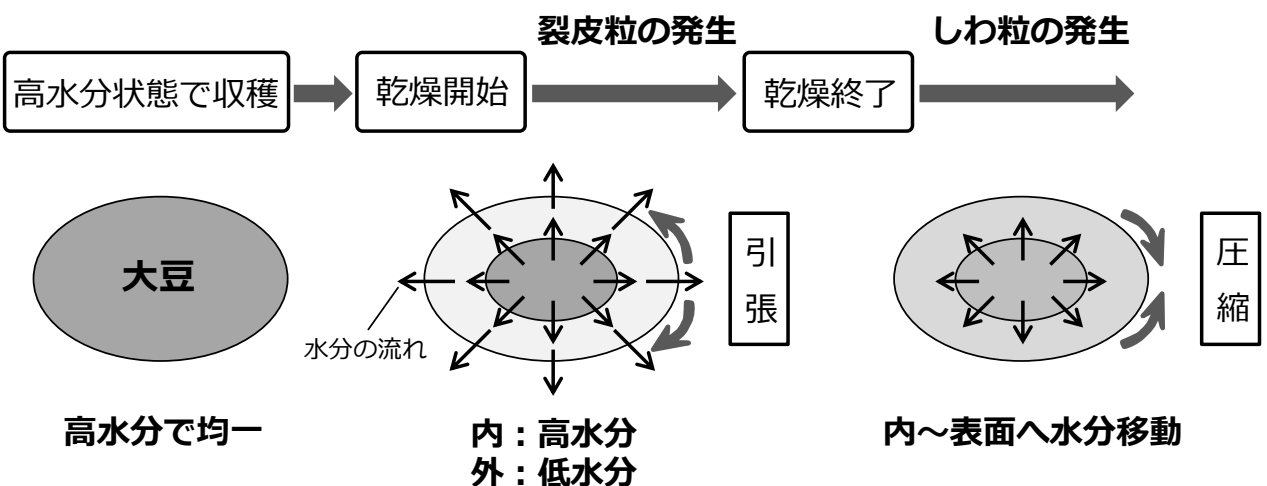 裂皮粒の発生
しわ粒の発生
高水分状態で収穫
乾燥開始
乾燥終了
大豆
水分の流れ
引
張
圧
縮
高水分で均一
内：高水分
外：低水分
内～表面へ水分移動